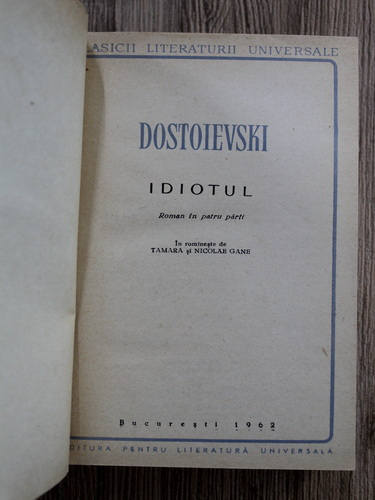 ASICII LITERATURII UNIVERSALE
DOSTOIEVSKI
IDIOTUL
Roman în patru părți
În romînește de
TAMARA și NICOLAE GANE
București 1962
DITURA PENTRU LITERATURĂ UNIVERSALĂ